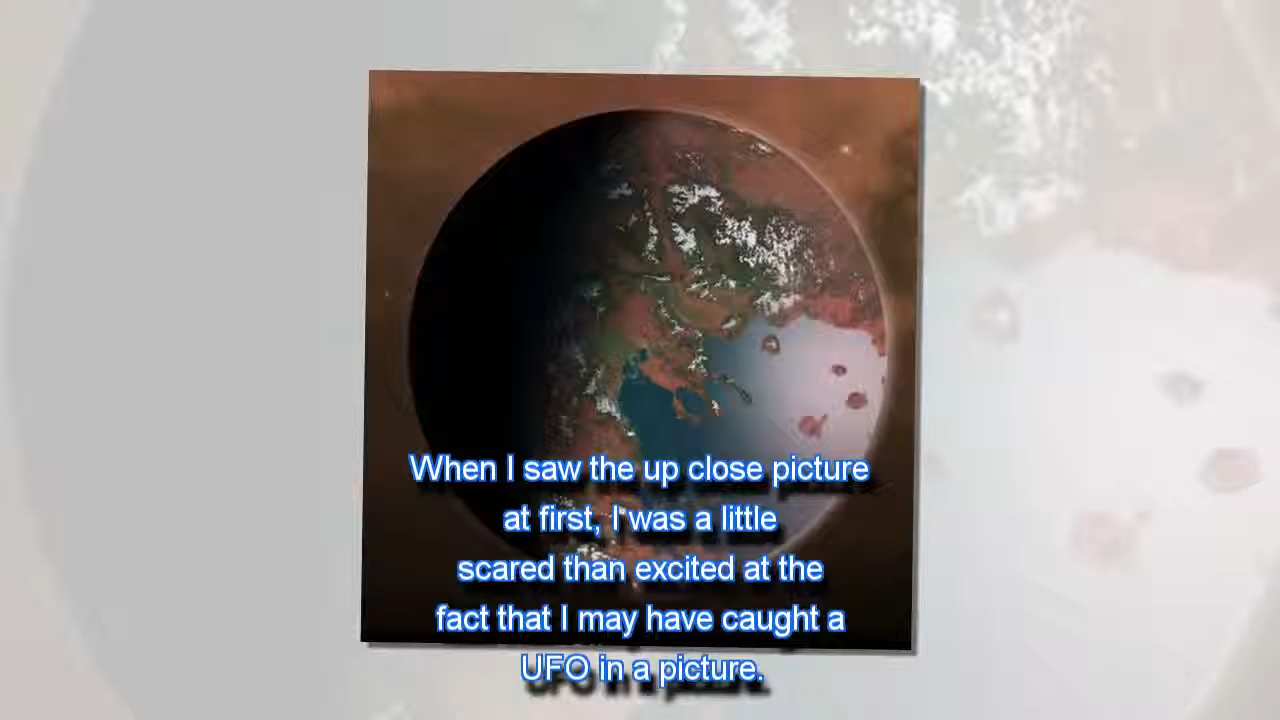 When I saw the up close picture
at first, I was a little
scared than excited at the
fact that I may have caught a
UFO in a picture.